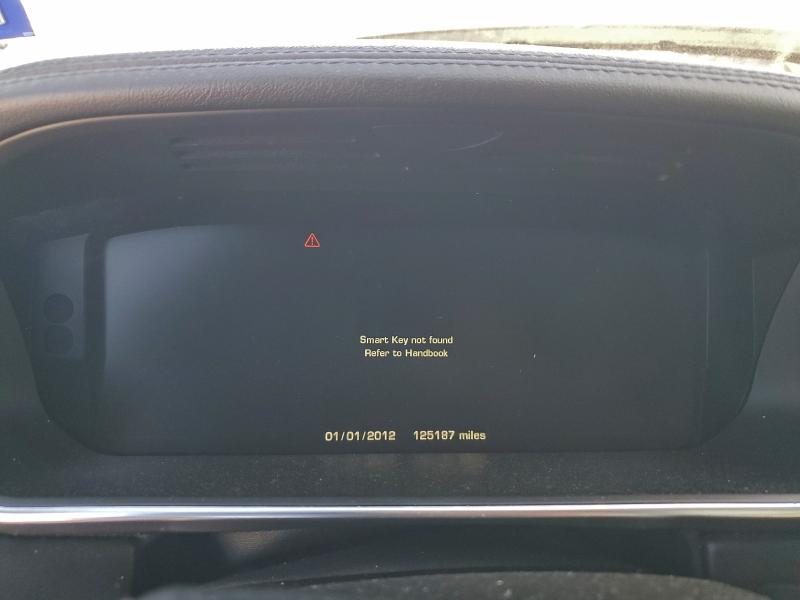 Smart Key not found
Refer to Handbook
01/01/2012 125187 miles